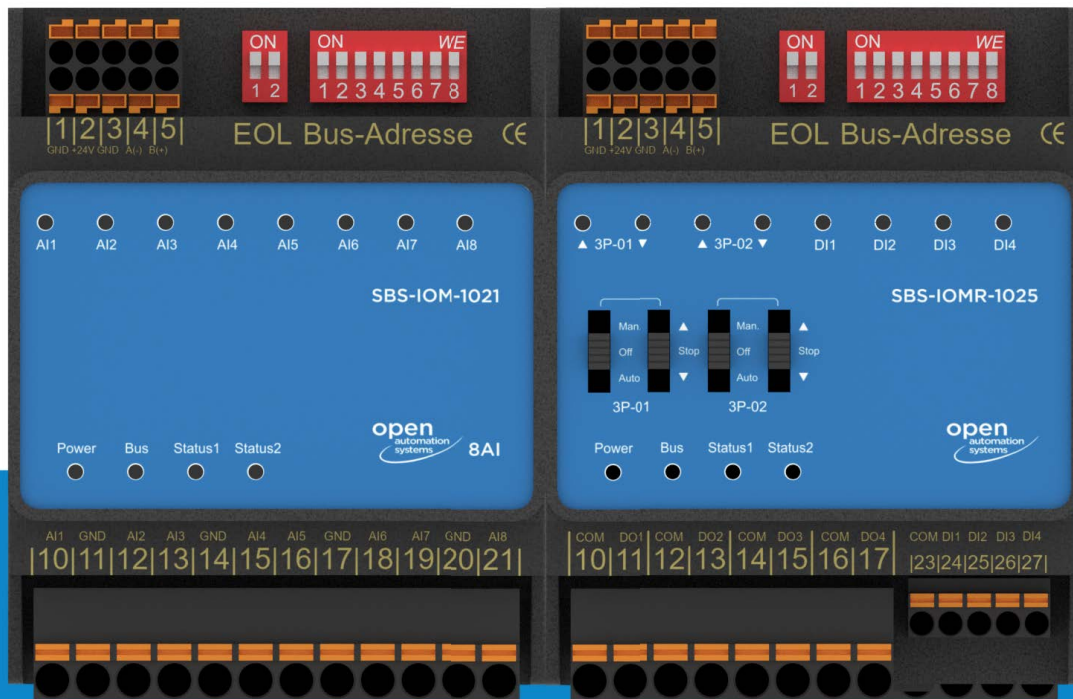 ON ON WE
1 2 1 2 3 4 5 6 7 8
|1|2|3|4|5| EOL Bus-Adresse CE
GND +24V GND A(-) B(+)
AI1 AI2 AI3 AI4 AI5 AI6 AI7 AI8
SBS-IOM-1021
open
automation
systems
8AI
Power Bus Status1 Status2
AI1 GND AI2 AI3 GND AI4 AI5 GND AI6 AI7 GND AI8
|10|11|12|13|14|15|16|17|18|19|20|21|
ON ON WE
1 2 1 2 3 4 5 6 7 8
|1|2|3|4|5| EOL Bus-Adresse CE
GND +24V GND A(-) B(+)
▲ 3P-01 ▼ ▲ 3P-02 ▼ DI1 DI2 DI3 DI4
SBS-IOMR-1025
Man. ▲ Man. ▲
Off Stop Off Stop
Auto ▼ Auto ▼
3P-01 3P-02
open
automation
systems
Power Bus Status1 Status2
COM DO1 COM DO2 COM DO3 COM DO4 COM DI1 DI2 DI3 DI4
|10|11|12|13|14|15|16|17| |23|24|25|26|27|